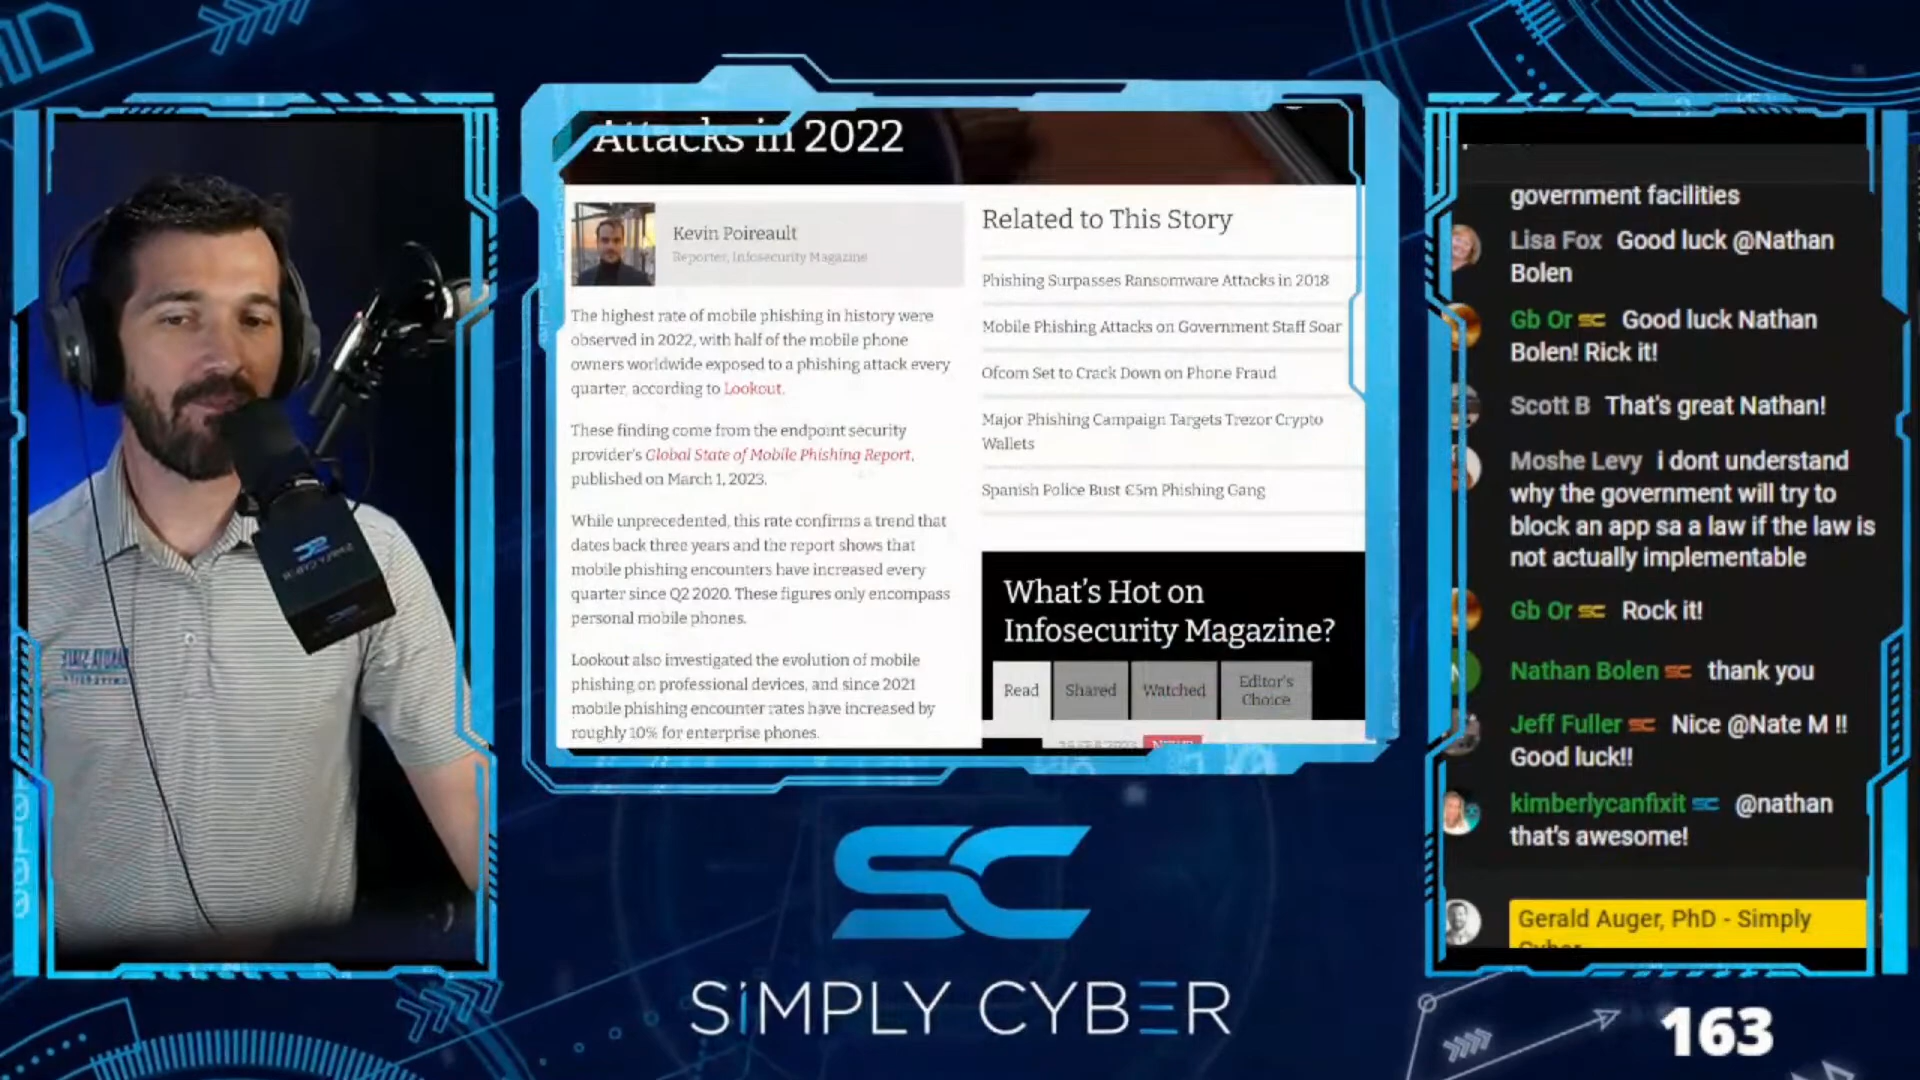 Attacks in 2022
Kevin Poireault
Reporter, Infosecurity Magazine
The highest rate of mobile phishing in history were
observed in 2022, with half of the mobile phone
owners worldwide exposed to a phishing attack every
quarter, according to Lookout.
These finding come from the endpoint security
provider's Global State of Mobile Phishing Report,
published on March 1, 2023.
While unprecedented, this rate confirms a trend that
dates back three years and the report shows that
mobile phishing encounters have increased every
quarter since Q2 2020. These figures only encompass
personal mobile phones.
Lookout also investigated the evolution of mobile
phishing on professional devices, and since 2021
mobile phishing encounter rates have increased by
roughly 10% for enterprise phones.
Related to This Story
Phishing Surpasses Ransomware Attacks in 2018
Mobile Phishing Attacks on Government Staff Soar
Ofcom Set to Crack Down on Phone Fraud
Major Phishing Campaign Targets Trezor Crypto
Wallets
Spanish Police Bust €5m Phishing Gang
What's Hot on
Infosecurity Magazine?
Read
Shared
Watched
Editor's
Choice
SC
SIMPLY CYBER
government facilities
Lisa Fox Good luck @Nathan
Bolen
Gb Or Good luck Nathan
Bolen! Rick it!
Scott B That's great Nathan!
Moshe Levy i dont understand
why the government will try to
block an app sa a law if the law is
not actually implementable
Gb Or Rock it!
Nathan Bolen thank you
Jeff Fuller Nice @Nate M !!
Good luck!!
kimberlycanfixit @nathan
that's awesome!
Gerald Auger, PhD - Simply
Cyber
163